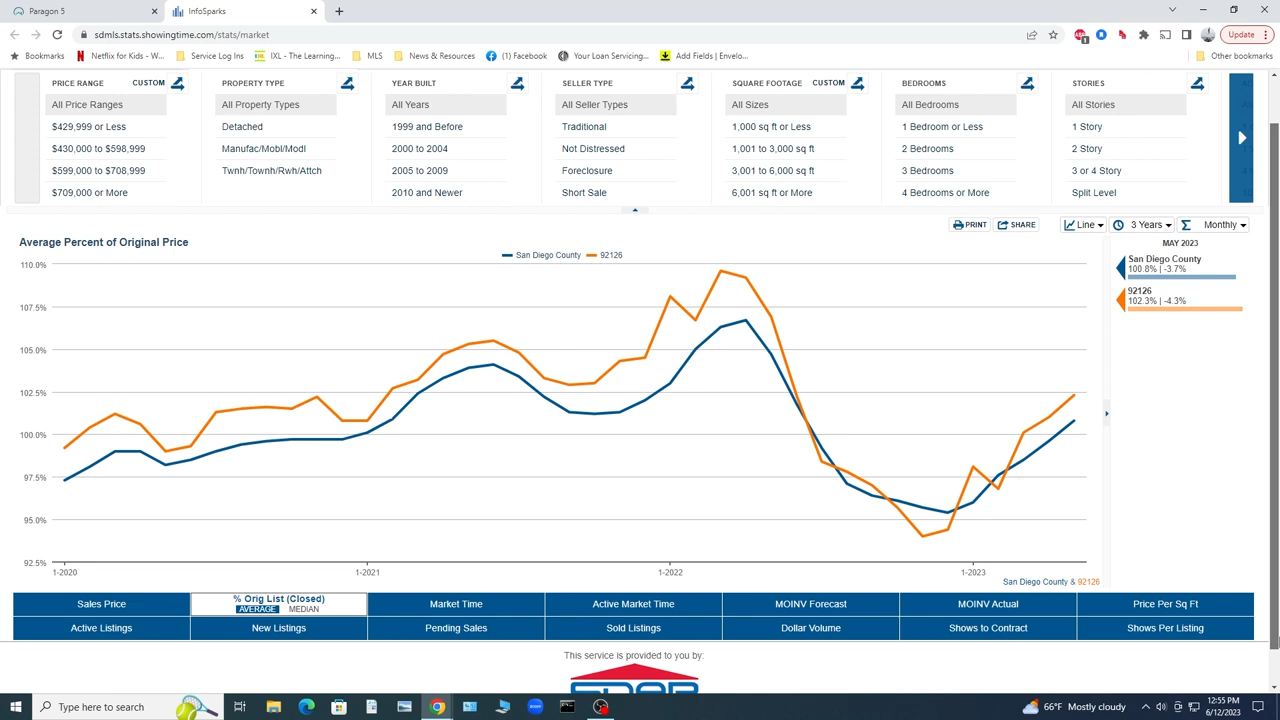 Paragon 5
InfoSparks
sdmls.stats.showingtime.com/stats/market
Update
Bookmarks
Netflix for Kids - W...
Service Log Ins
IXL - The Learning...
MLS
News & Resources
(1) Facebook
Your Loan Servicing...
Add Fields | Envelo...
Other bookmarks
PRICE RANGE CUSTOM
PROPERTY TYPE
YEAR BUILT
SELLER TYPE
SQUARE FOOTAGE CUSTOM
BEDROOMS
STORIES
All Price Ranges
All Property Types
All Years
All Seller Types
All Sizes
All Bedrooms
All Stories
$429,999 or Less
Detached
1999 and Before
Traditional
1,000 sq ft or Less
1 Bedroom or Less
1 Story
$430,000 to $598,999
Manufac/Mobl/Modl
2000 to 2004
Not Distressed
1,001 to 3,000 sq ft
2 Bedrooms
2 Story
$599,000 to $708,999
Twnh/Townh/Rwh/Attch
2005 to 2009
Foreclosure
3,001 to 6,000 sq ft
3 Bedrooms
3 or 4 Story
$709,000 or More
2010 and Newer
Short Sale
6,001 sq ft or More
4 Bedrooms or More
Split Level
PRINT
SHARE
Line
3 Years
Monthly
Average Percent of Original Price
San Diego County
92126
MAY 2023
San Diego County
100.8% | -3.7%
92126
102.3% | -4.3%
110.0%
107.5%
105.0%
102.5%
100.0%
97.5%
95.0%
92.5%
1-2020
1-2021
1-2022
1-2023
San Diego County & 92126
Sales Price
% Orig List (Closed)
AVERAGE MEDIAN
Market Time
Active Market Time
MOINV Forecast
MOINV Actual
Price Per Sq Ft
Active Listings
New Listings
Pending Sales
Sold Listings
Dollar Volume
Shows to Contract
Shows Per Listing
This service is provided to you by:
Type here to search
66°F Mostly cloudy
12:55 PM
6/12/2023